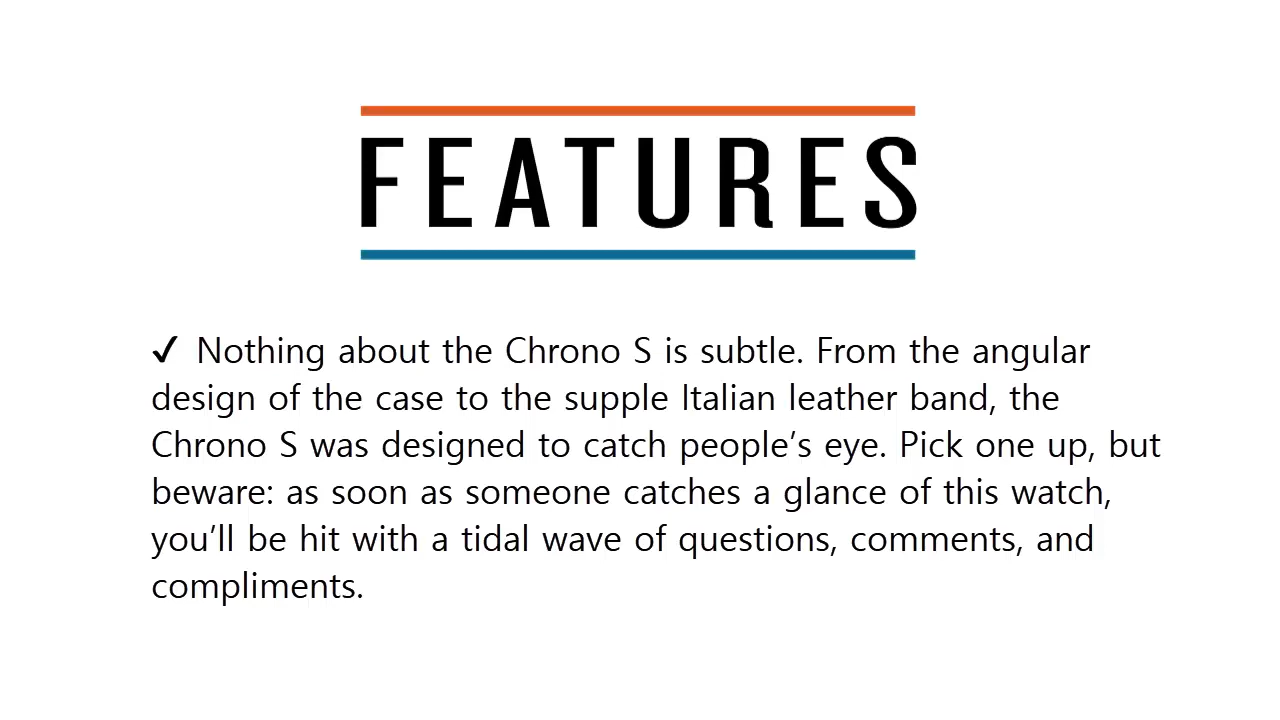 FEATURES
✓ Nothing about the Chrono S is subtle. From the angular
design of the case to the supple Italian leather band, the
Chrono S was designed to catch people’s eye. Pick one up, but
beware: as soon as someone catches a glance of this watch,
you’ll be hit with a tidal wave of questions, comments, and
compliments.